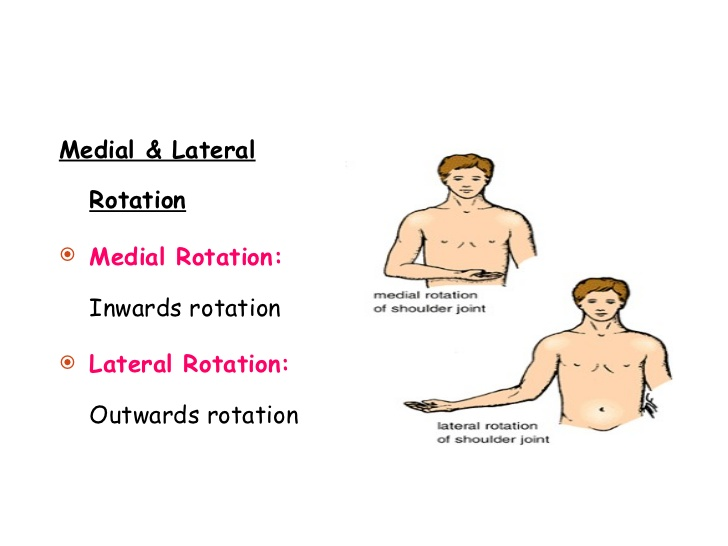 Medial & Lateral
Rotation
Medial Rotation:
Inwards rotation
Lateral Rotation:
Outwards rotation
medial rotation
of shoulder joint
lateral rotation
of shoulder joint